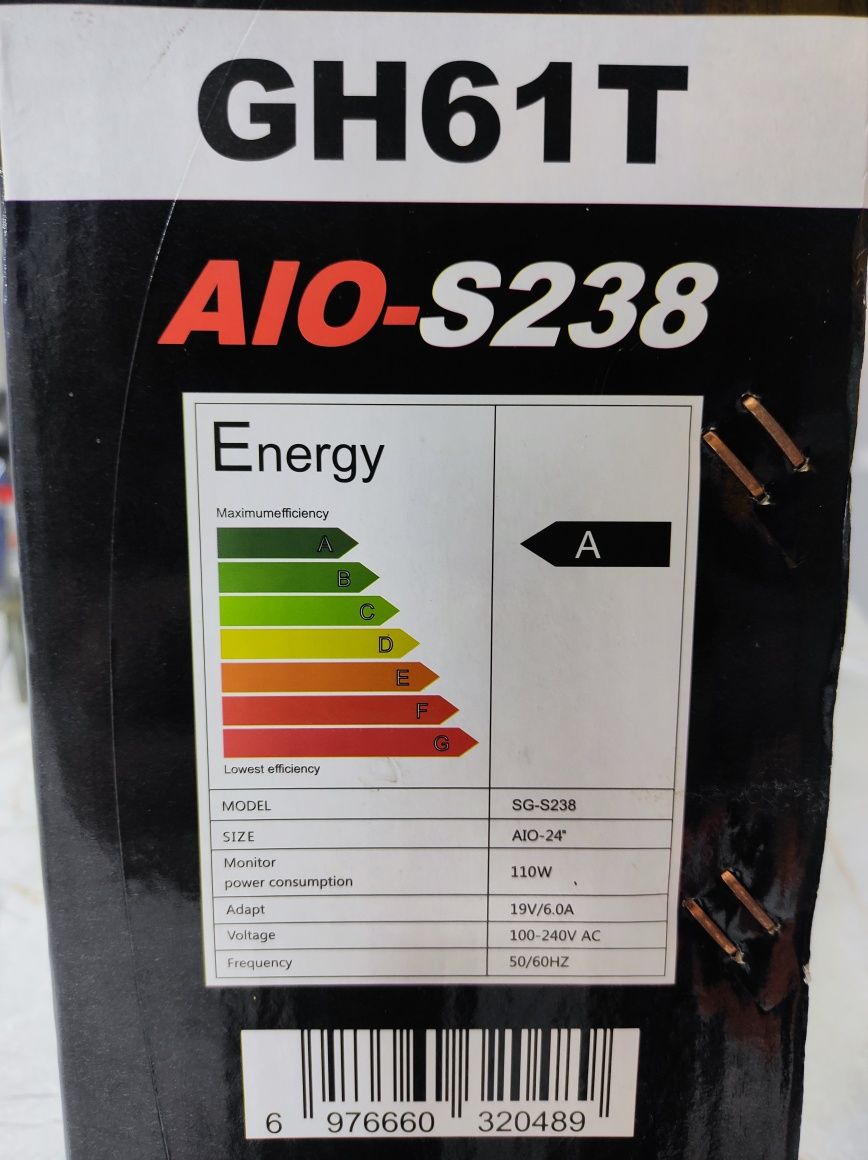 GH61T
AIO-S238
Energy
Maximumefficiency
A
A
B
C
D
E
F
G
Lowest efficiency
MODEL SG-S238
SIZE AIO-24"
Monitor
power consumption 110W
Adapt 19V/6.0A
Voltage 100-240V AC
Frequency 50/60HZ
6 976660 320489